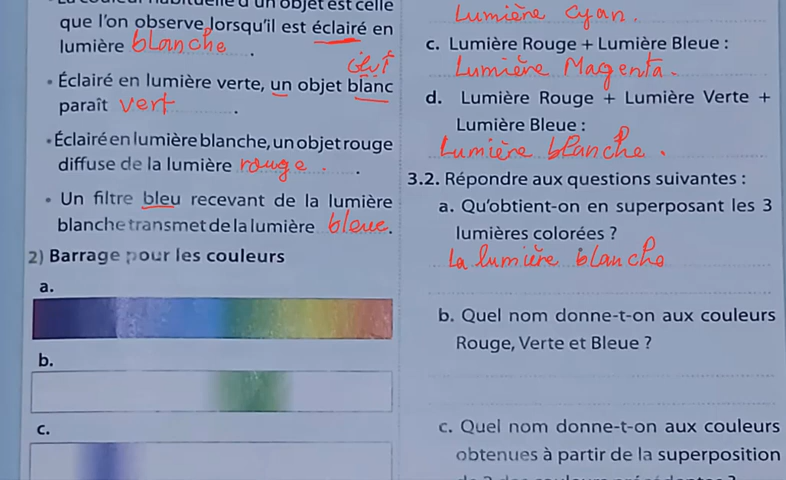 que l'on observe lorsqu'il est éclairé en
lumière blanche.
vert
• Éclairé en lumière verte, un objet blanc
paraît vert.
• Éclairé en lumière blanche, un objet rouge
diffuse de la lumière rouge.
• Un filtre bleu recevant de la lumière
blanche transmet de la lumière bleue.
2) Barrage pour les couleurs
a.
b.
c.
Lumière cyan.
c. Lumière Rouge + Lumière Bleue :
Lumière Magenta.
d. Lumière Rouge + Lumière Verte +
Lumière Bleue :
Lumière blanche.
3.2. Répondre aux questions suivantes :
a. Qu'obtient-on en superposant les 3
lumières colorées ?
La lumière blanche
b. Quel nom donne-t-on aux couleurs
Rouge, Verte et Bleue ?
c. Quel nom donne-t-on aux couleurs
obtenues à partir de la superposition